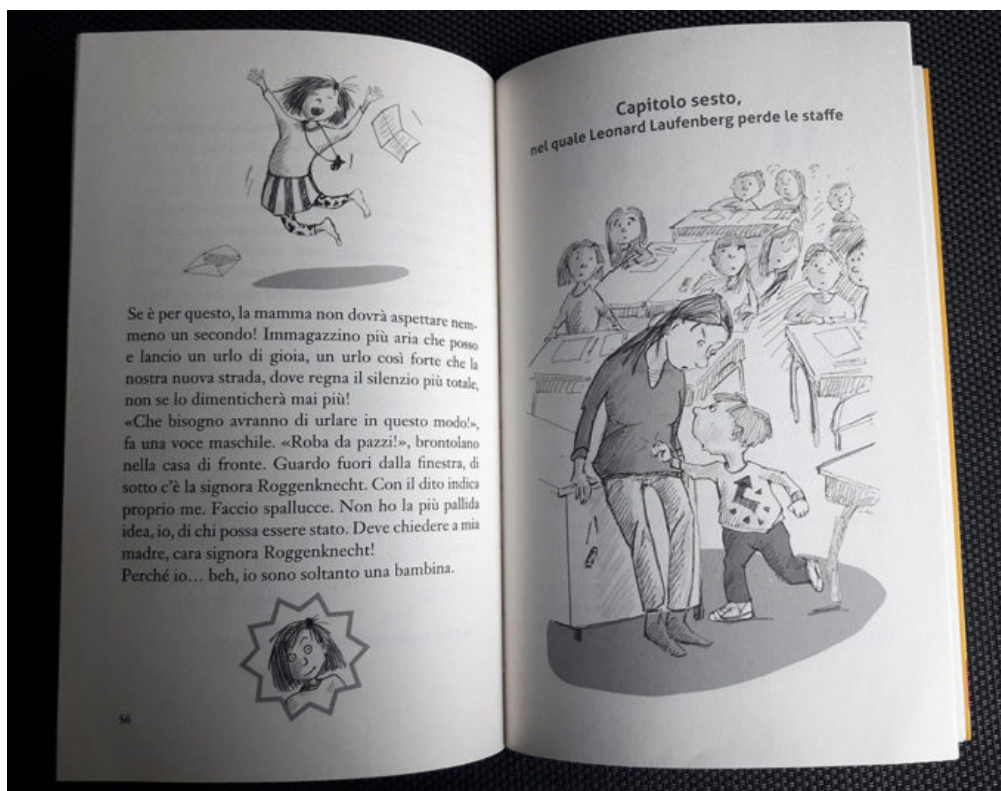 Se è per questo, la mamma non dovrà aspettare nem-
meno un secondo! Immagazzino più aria che posso
e lancio un urlo di gioia, un urlo così forte che la
nostra nuova strada, dove regna il silenzio più totale,
non se lo dimenticherà mai più!
«Che bisogno avranno di urlare in questo modo!»,
fa una voce maschile. «Roba da pazzi!», brontolano
nella casa di fronte. Guardo fuori dalla finestra, di
sotto c'è la signora Roggenknecht. Con il dito indica
proprio me. Faccio spallucce. Non ho la più pallida
idea, io, di chi possa essere stato. Deve chiedere a mia
madre, cara signora Roggenknecht!
Perché io... beh, io sono soltanto una bambina.
56
Capitolo sesto,
nel quale Leonard Laufenberg perde le staffe